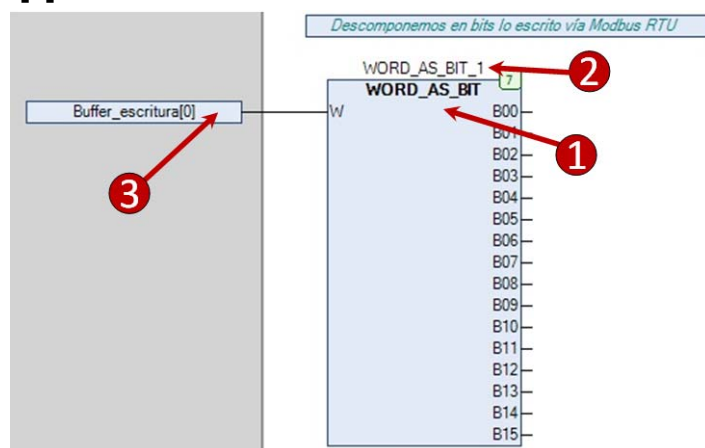 Descomponemos en bits lo escrito vía Modbus RTU
WORD_AS_BIT_1
2
7
WORD_AS_BIT
Buffer_escritura[0]
W
B00
B01
1
B02
B03
3
B04
B05
B06
B07
B08
B09
B10
B11
B12
B13
B14
B15